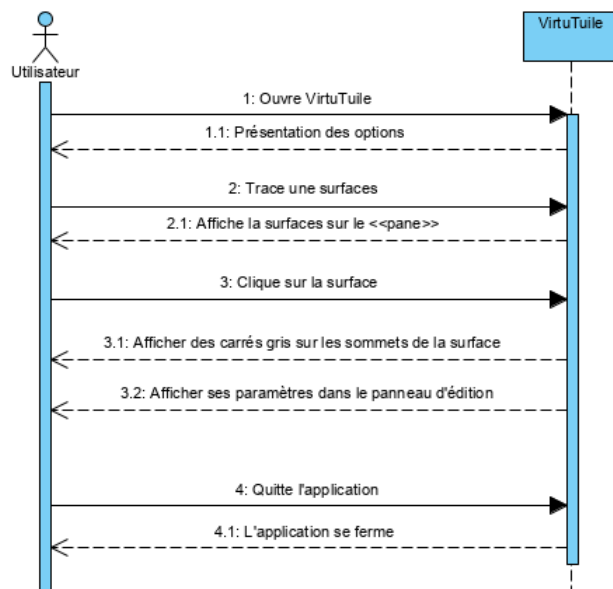 VirtuTuile
Utilisateur
1: Ouvre VirtuTuile
1.1: Présentation des options
2: Trace une surfaces
2.1: Affiche la surfaces sur le <<pane>>
3: Clique sur la surface
3.1: Afficher des carrés gris sur les sommets de la surface
3.2: Afficher ses paramètres dans le panneau d'édition
4: Quitte l'application
4.1: L'application se ferme